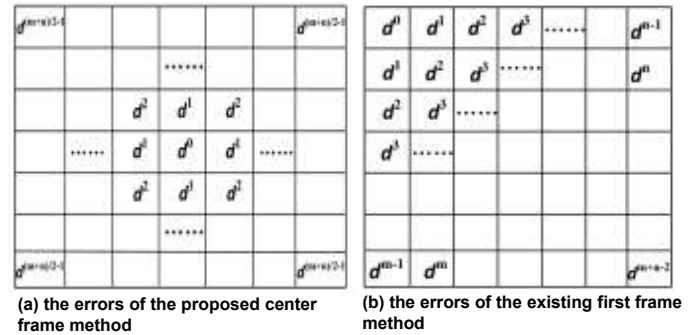 d^(m+n)/2-1 d^(m+n)/2-1
......
d^2 d^1 d^2
...... d^1 d^0 d^1 ......
d^2 d^1 d^2
......
d^(m+n)/2-1 d^(m+n)/2-1
(a) the errors of the proposed center
frame method
d^0 d^1 d^2 d^3 ...... d^n-1
d^1 d^2 d^3 ...... d^n
d^2 d^3 ......
d^3 ......
d^m-1 d^m d^m+n-2
(b) the errors of the existing first frame
method